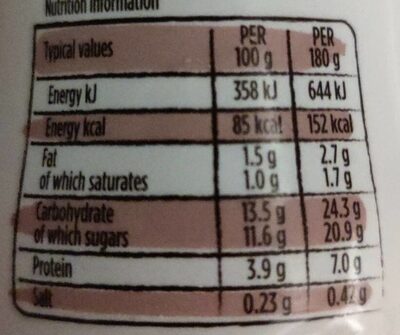 Nutrition Information
Typical values PER 100 g PER 180 g
Energy kJ 358 kJ 644 kJ
Energy kcal 85 kcal 152 kcal
Fat 1.5 g 2.7 g
of which saturates 1.0 g 1.7 g
Carbohydrate 13.5 g 24.3 g
of which sugars 11.6 g 20.9 g
Protein 3.9 g 7.0 g
Salt 0.23 g 0.42 g